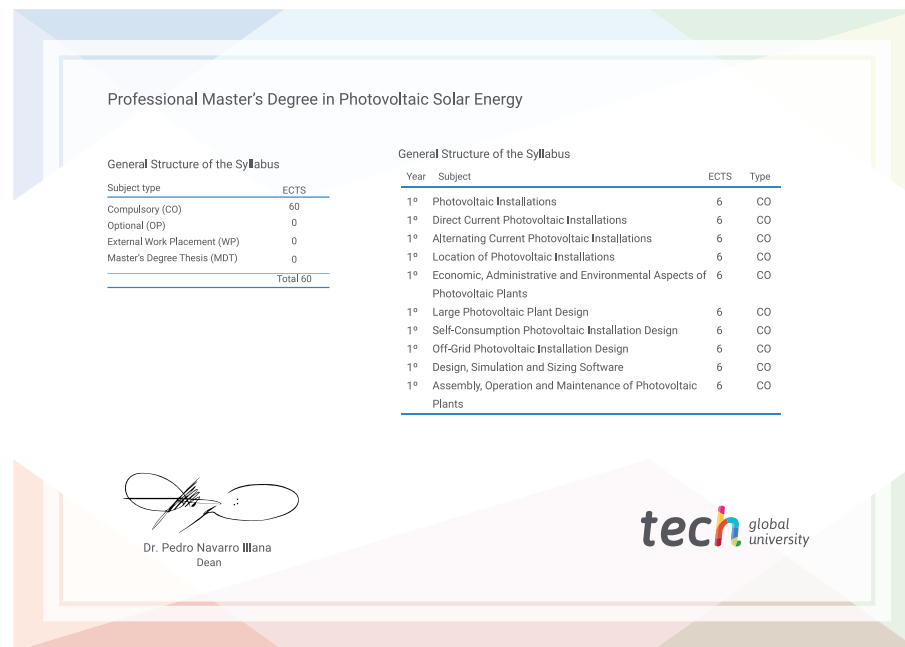 Professional Master's Degree in Photovoltaic Solar Energy
General Structure of the Syllabus
Subject type ECTS
Compulsory (CO) 60
Optional (OP) 0
External Work Placement (WP) 0
Master's Degree Thesis (MDT) 0
Total 60
General Structure of the Syllabus
Year Subject ECTS Type
1º Photovoltaic Installations 6 CO
1º Direct Current Photovoltaic Installations 6 CO
1º Alternating Current Photovoltaic Installations 6 CO
1º Location of Photovoltaic Installations 6 CO
1º Economic, Administrative and Environmental Aspects of 6 CO
Photovoltaic Plants
1º Large Photovoltaic Plant Design 6 CO
1º Self-Consumption Photovoltaic Installation Design 6 CO
1º Off-Grid Photovoltaic Installation Design 6 CO
1º Design, Simulation and Sizing Software 6 CO
1º Assembly, Operation and Maintenance of Photovoltaic 6 CO
Plants
Dr. Pedro Navarro Illana
Dean
tech global
university